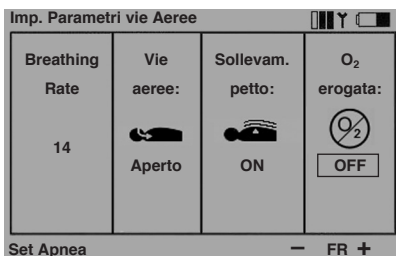 Imp. Parametri vie Aeree
Breathing
Rate
14
Vie
aeree:
Aperto
Sollevam.
petto:
ON
O₂
erogata:
O₂
OFF
Set Apnea
− FR +